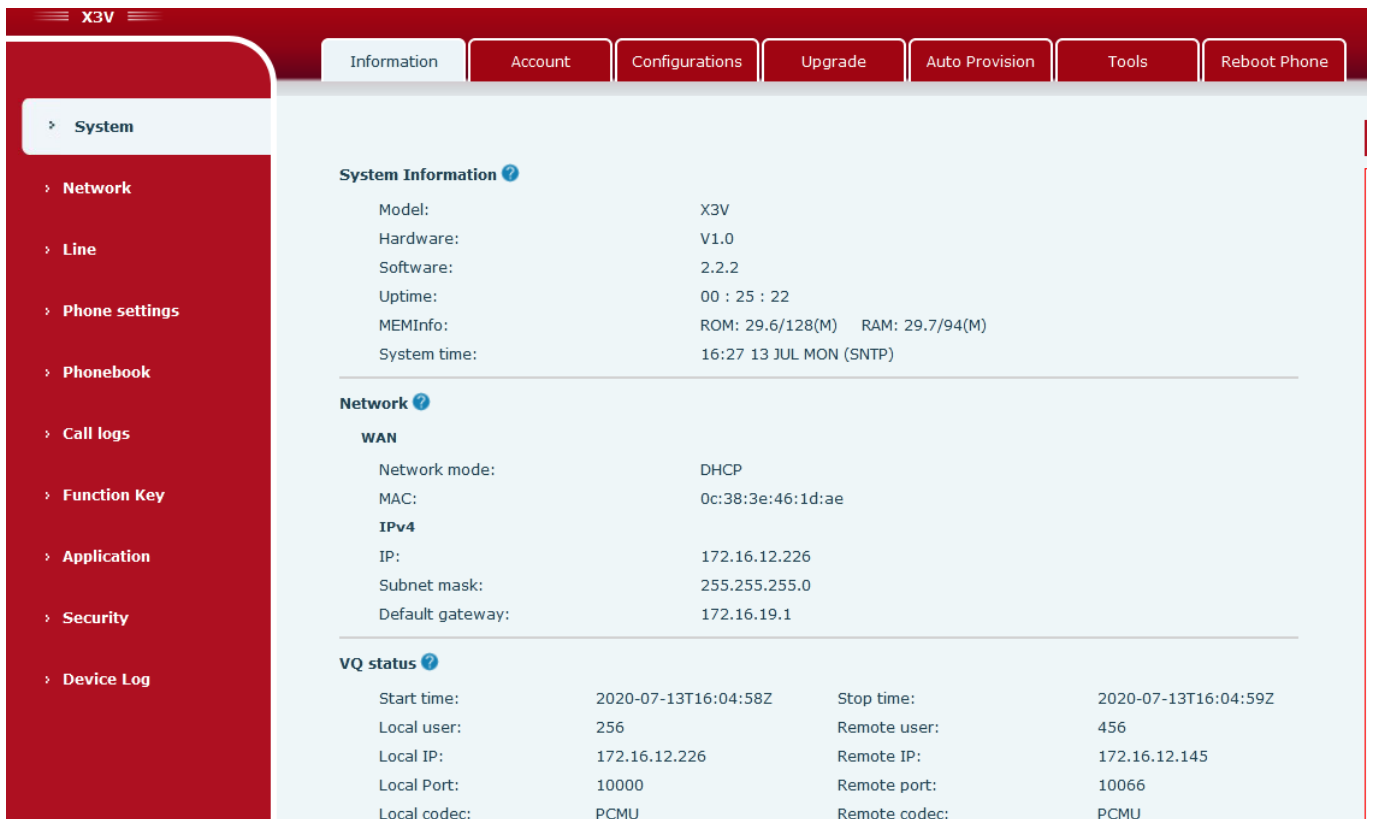 X3V
Information Account Configurations Upgrade Auto Provision Tools Reboot Phone
System
Network
Line
Phone settings
Phonebook
Call logs
Function Key
Application
Security
Device Log
System Information
Model: X3V
Hardware: V1.0
Software: 2.2.2
Uptime: 00 : 25 : 22
MEMInfo: ROM: 29.6/128(M) RAM: 29.7/94(M)
System time: 16:27 13 JUL MON (SNTP)
Network
WAN
Network mode: DHCP
MAC: 0c:38:3e:46:1d:ae
IPv4
IP: 172.16.12.226
Subnet mask: 255.255.255.0
Default gateway: 172.16.19.1
VQ status
Start time: 2020-07-13T16:04:58Z Stop time: 2020-07-13T16:04:59Z
Local user: 256 Remote user: 456
Local IP: 172.16.12.226 Remote IP: 172.16.12.145
Local Port: 10000 Remote port: 10066
Local codec: PCMU Remote codec: PCMU